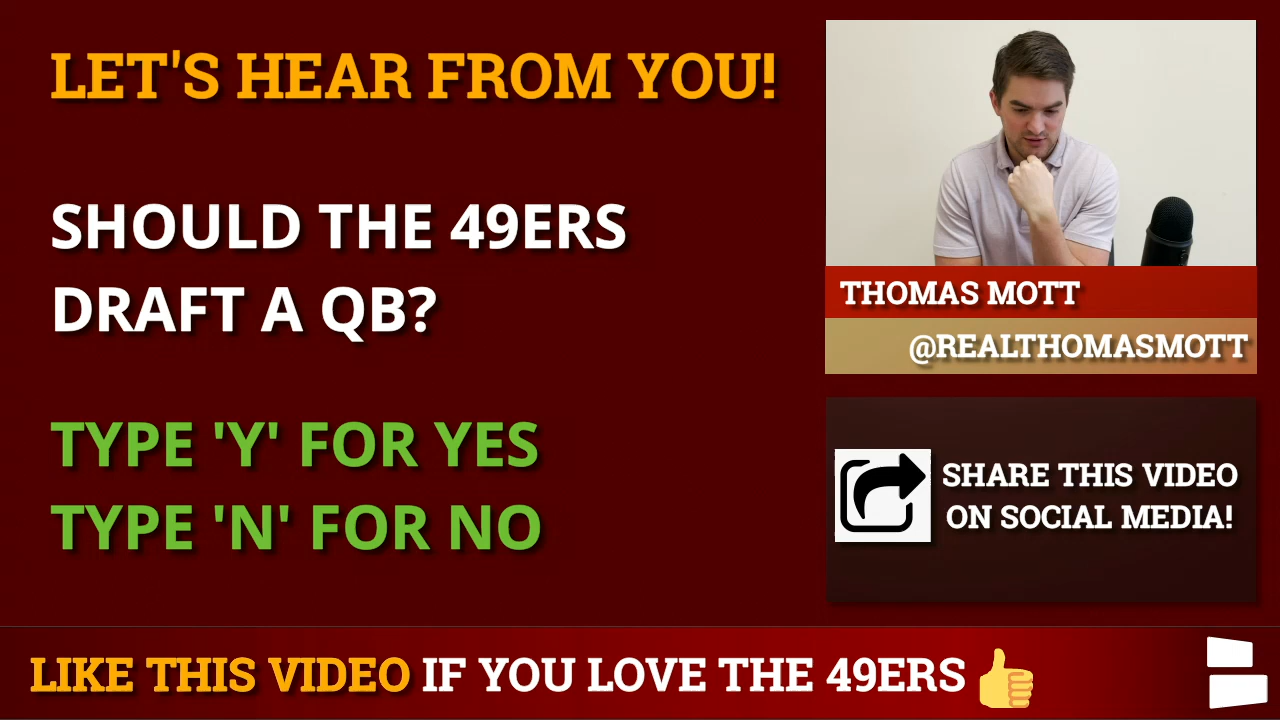 LET'S HEAR FROM YOU!
SHOULD THE 49ERS
DRAFT A QB?
TYPE 'Y' FOR YES
TYPE 'N' FOR NO
THOMAS MOTT
@REALTHOMASMOTT
SHARE THIS VIDEO
ON SOCIAL MEDIA!
LIKE THIS VIDEO IF YOU LOVE THE 49ERS